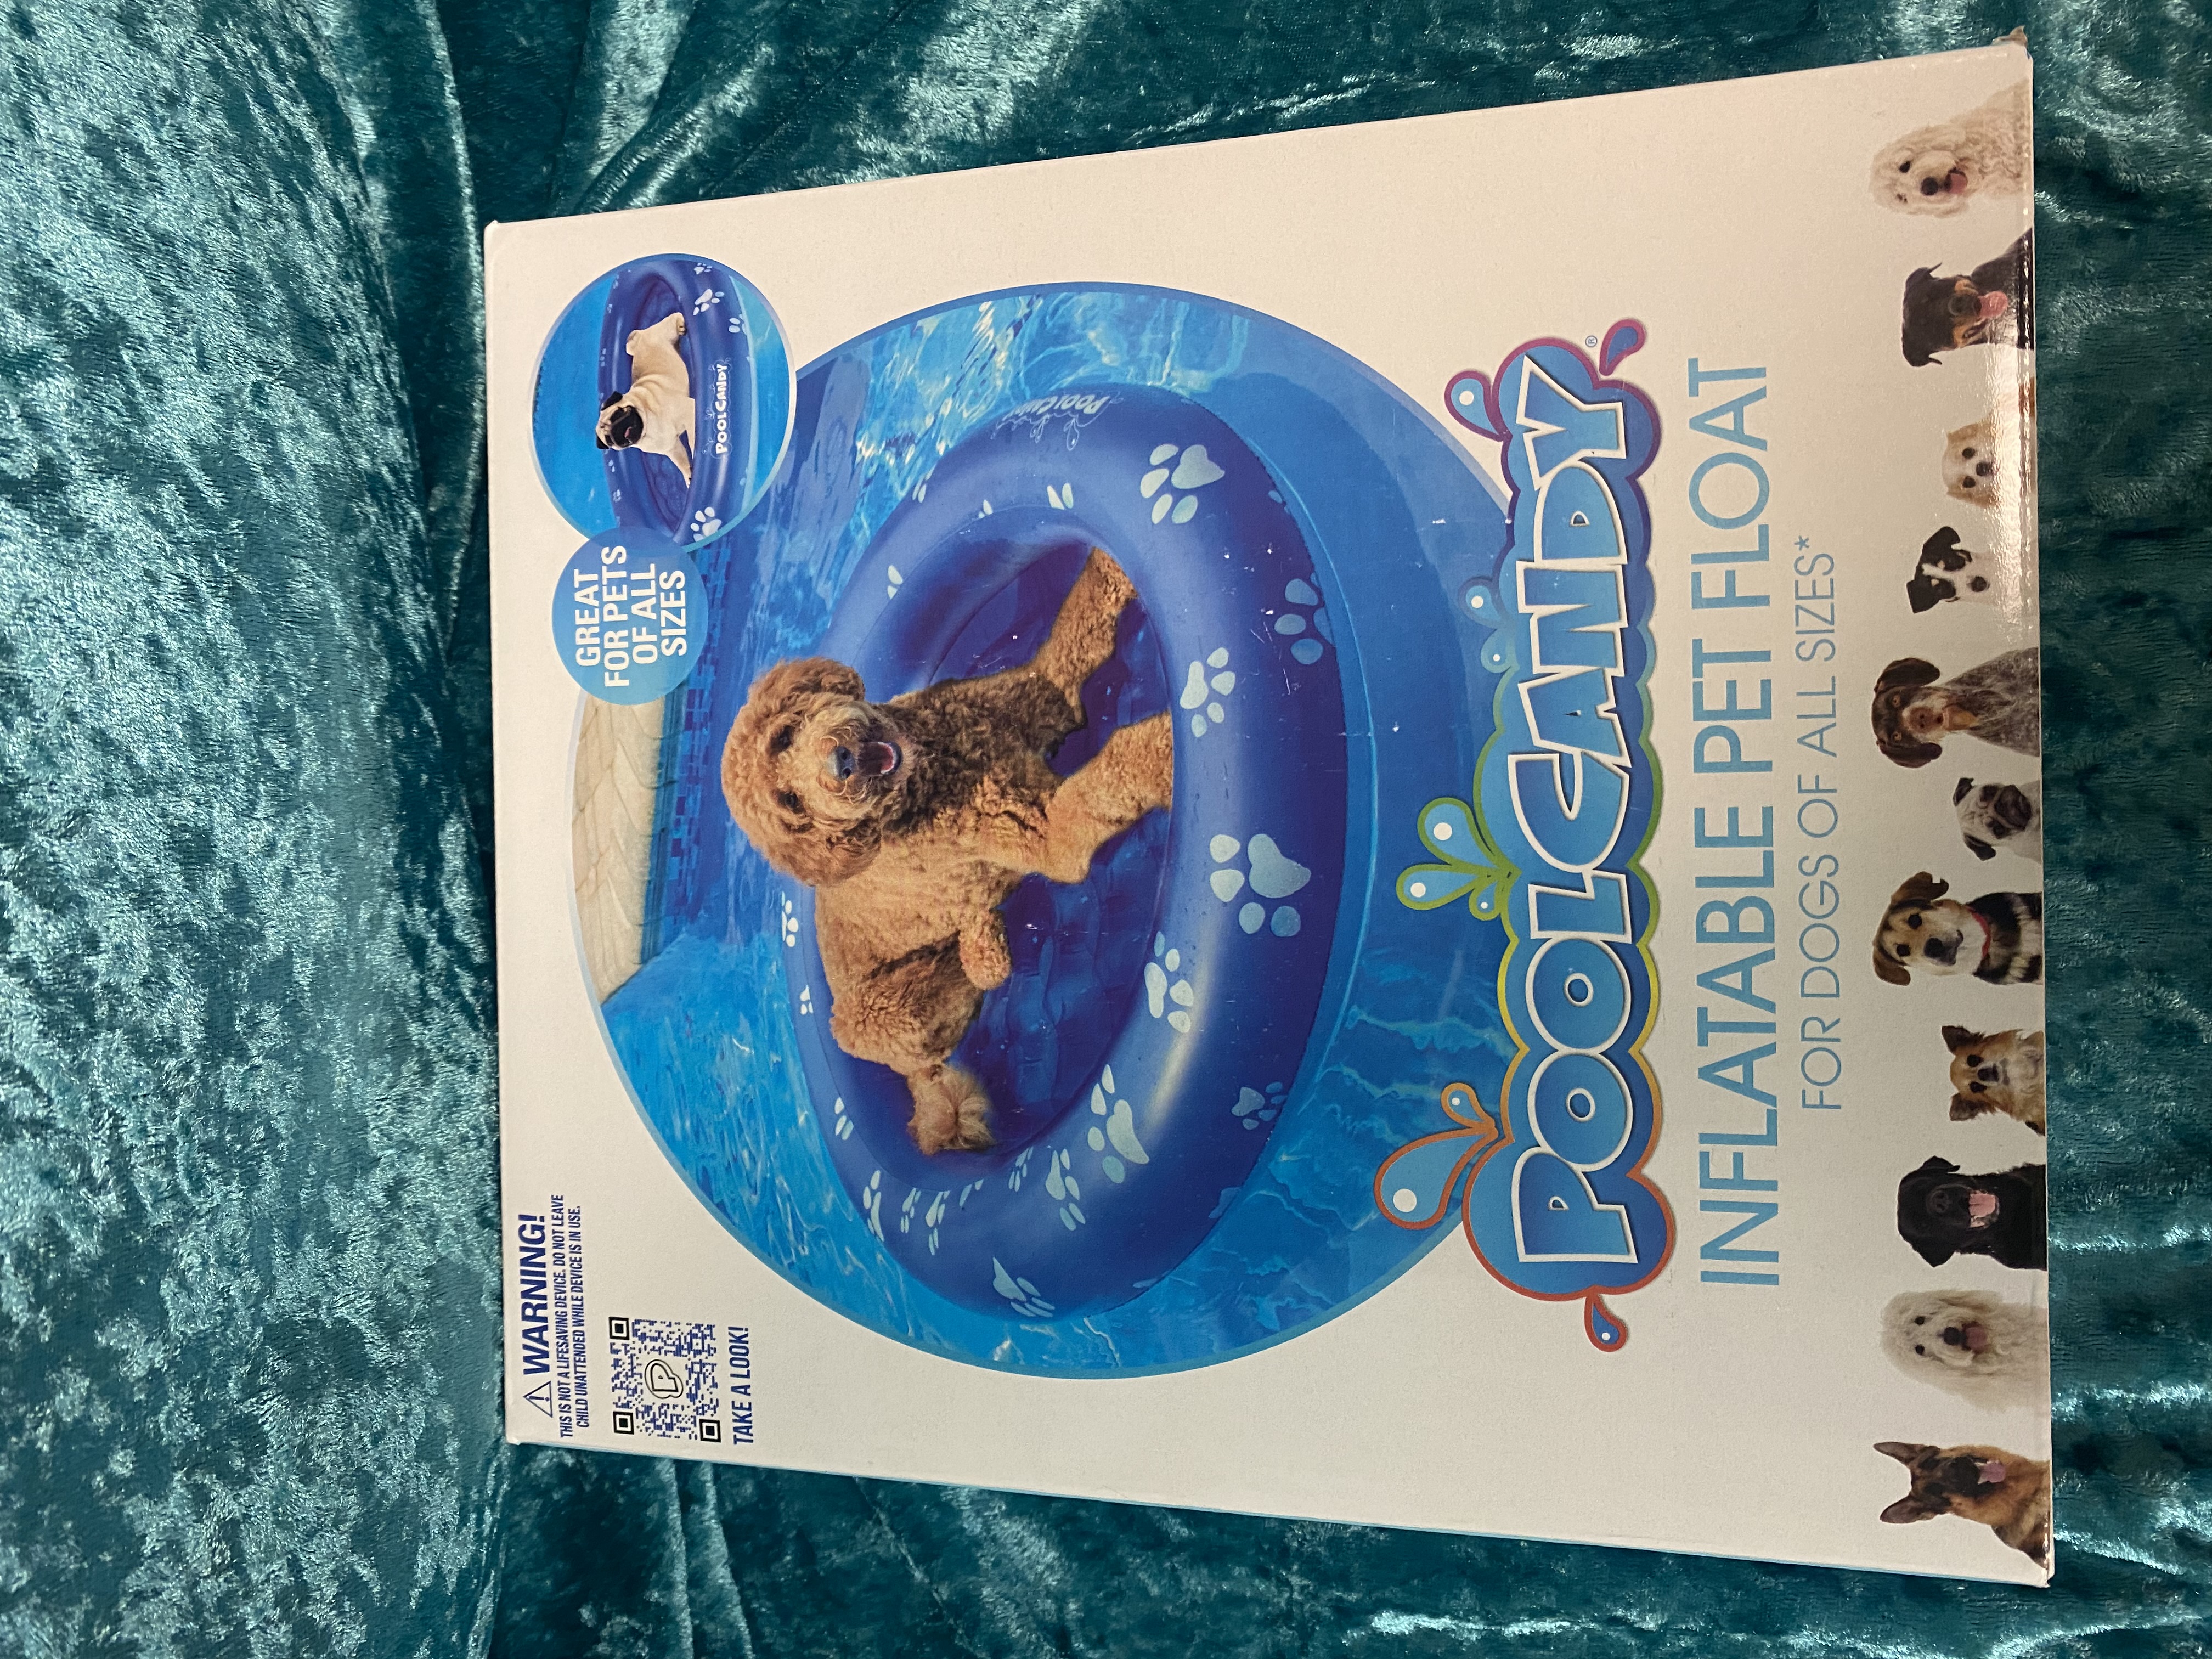 ⚠ WARNING!
THIS IS NOT A LIFESAVING DEVICE. DO NOT LEAVE
CHILD UNATTENDED WHILE DEVICE IS IN USE.
TAKE A LOOK!
GREAT
FOR PETS
OF ALL
SIZES
POOLCANDY
POOLCANDY
POOLCANDY®
INFLATABLE PET FLOAT
FOR DOGS OF ALL SIZES*